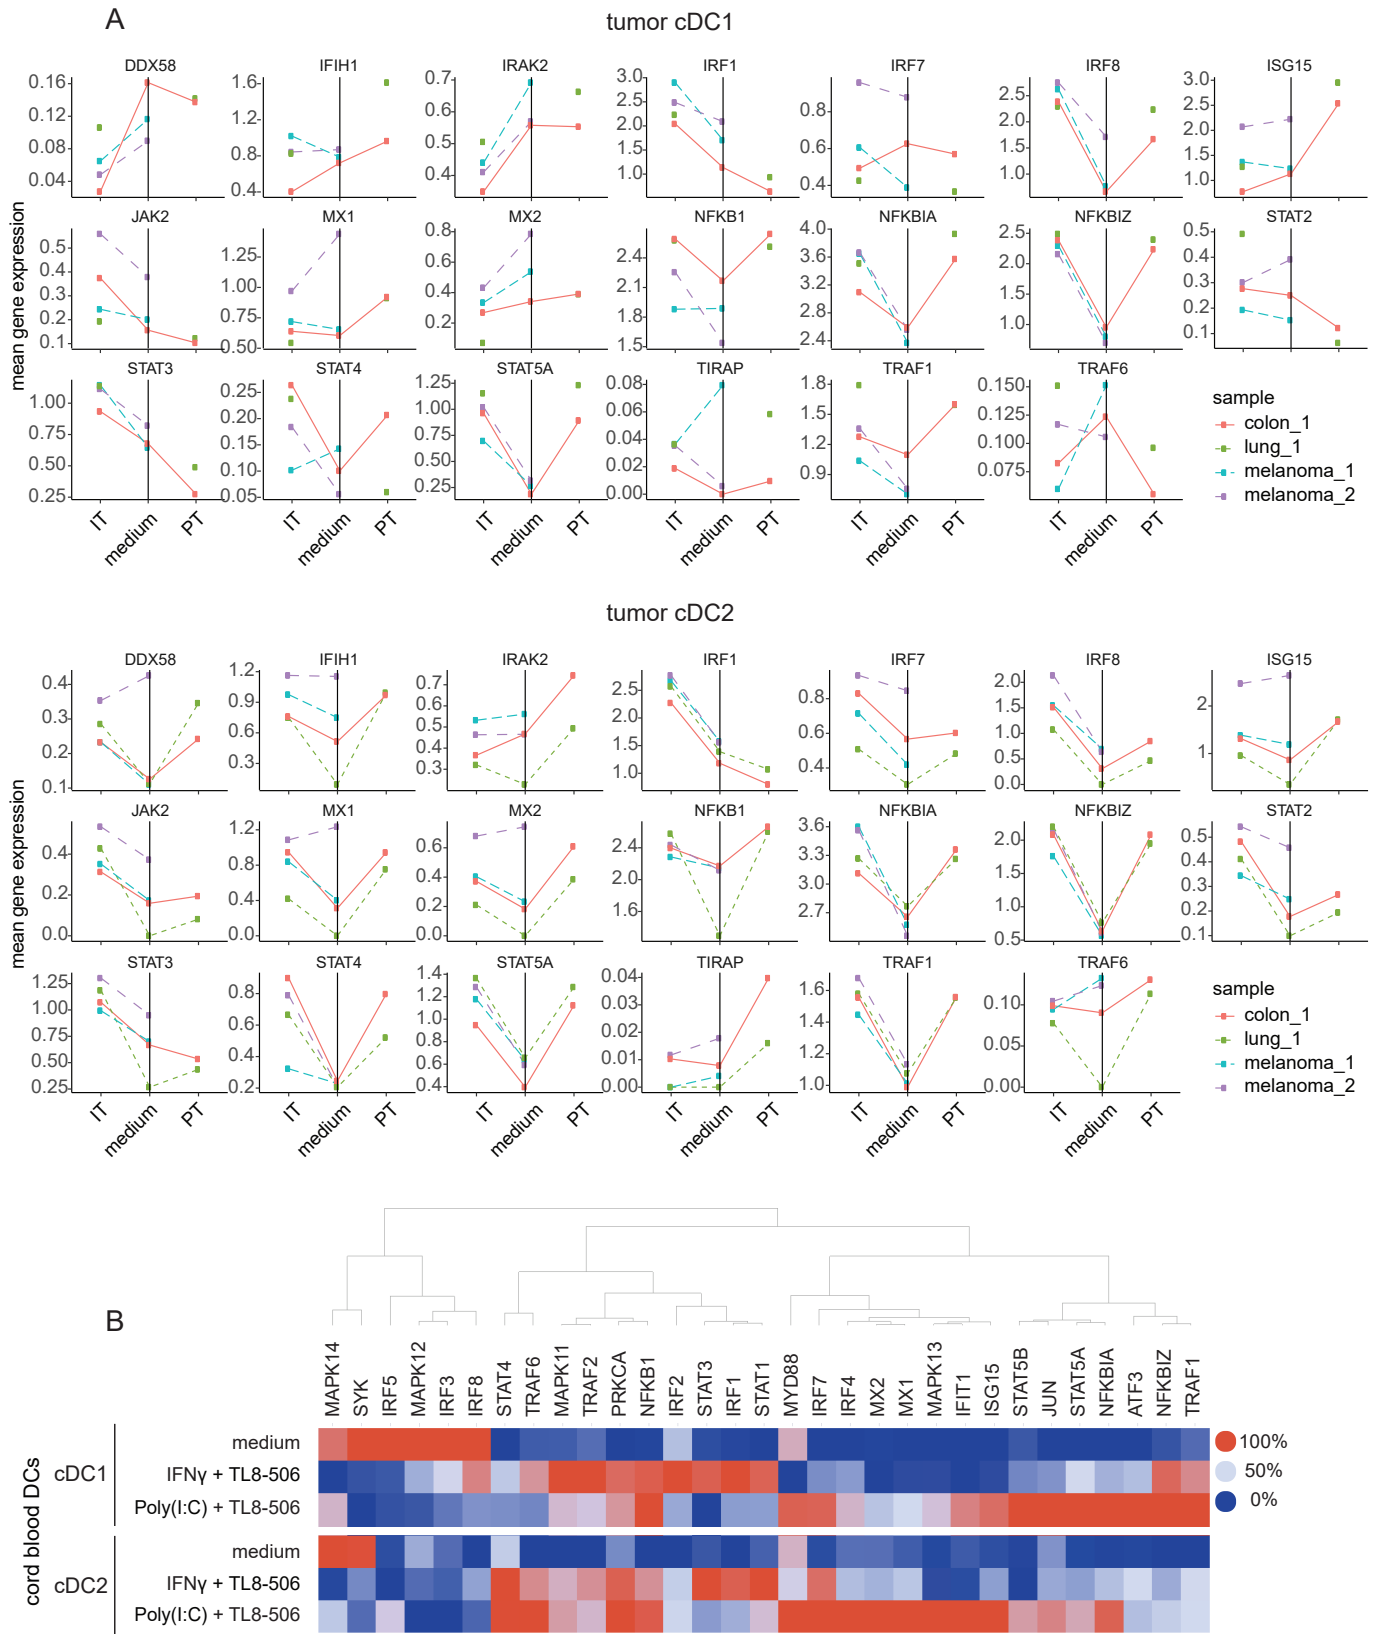 A
tumor cDC1
mean gene expression
DDX58 IFIH1 IRAK2 IRF1 IRF7 IRF8 ISG15
0.16 0.12 0.08 0.04
1.6 1.2 0.8 0.4
0.7 0.6 0.5 0.4
3.0 2.5 2.0 1.5 1.0
0.8 0.6 0.4
2.5 2.0 1.5 1.0
3.0 2.5 2.0 1.5 1.0
JAK2 MX1 MX2 NFKB1 NFKBIA NFKBIZ STAT2
0.5 0.4 0.3 0.2 0.1
1.25 1.00 0.75 0.50
0.8 0.6 0.4 0.2
2.4 2.1 1.8 1.5
4.0 3.6 3.2 2.8 2.4
2.5 2.0 1.5 1.0
0.5 0.4 0.3 0.2 0.1
STAT3 STAT4 STAT5A TIRAP TRAF1 TRAF6
1.00 0.75 0.50 0.25
0.25 0.20 0.15 0.10 0.05
1.25 1.00 0.75 0.50 0.25
0.08 0.06 0.04 0.02 0.00
1.8 1.5 1.2 0.9
0.150 0.125 0.100 0.075
IT medium PT IT medium PT IT medium PT IT medium PT IT medium PT IT medium PT
sample
colon_1
lung_1
melanoma_1
melanoma_2
tumor cDC2
mean gene expression
DDX58 IFIH1 IRAK2 IRF1 IRF7 IRF8 ISG15
0.4 0.3 0.2 0.1
1.2 0.9 0.6 0.3
0.7 0.6 0.5 0.4 0.3
2.5 2.0 1.5 1.0
0.8 0.6 0.4
2.0 1.5 1.0 0.5 0.0
2 1
JAK2 MX1 MX2 NFKB1 NFKBIA NFKBIZ STAT2
0.4 0.2 0.0
1.2 0.8 0.4 0.0
0.6 0.4 0.2 0.0
2.4 2.0 1.6
3.6 3.3 3.0 2.7
2.0 1.5 1.0 0.5
0.5 0.4 0.3 0.2 0.1
STAT3 STAT4 STAT5A TIRAP TRAF1 TRAF6
1.25 1.00 0.75 0.50 0.25
0.8 0.6 0.4 0.2
1.4 1.2 1.0 0.8 0.6 0.4
0.04 0.03 0.02 0.01 0.00
1.6 1.4 1.2 1.0
0.10 0.05 0.00
IT medium PT IT medium PT IT medium PT IT medium PT IT medium PT IT medium PT
sample
colon_1
lung_1
melanoma_1
melanoma_2
B
MAPK14 SYK IRF5 MAPK12 IRF3 IRF8 STAT4 TRAF6 MAPK11 TRAF2 PRKCA NFKB1 IRF2 STAT3 IRF1 STAT1 MYD88 IRF7 IRF4 MX2 MX1 MAPK13 IFIT1 ISG15 STAT5B JUN STAT5A NFKBIA ATF3 NFKBIZ TRAF1
cord blood DCs
cDC1
medium
IFNγ + TL8-506
Poly(I:C) + TL8-506
100%
50%
0%
cDC2
medium
IFNγ + TL8-506
Poly(I:C) + TL8-506